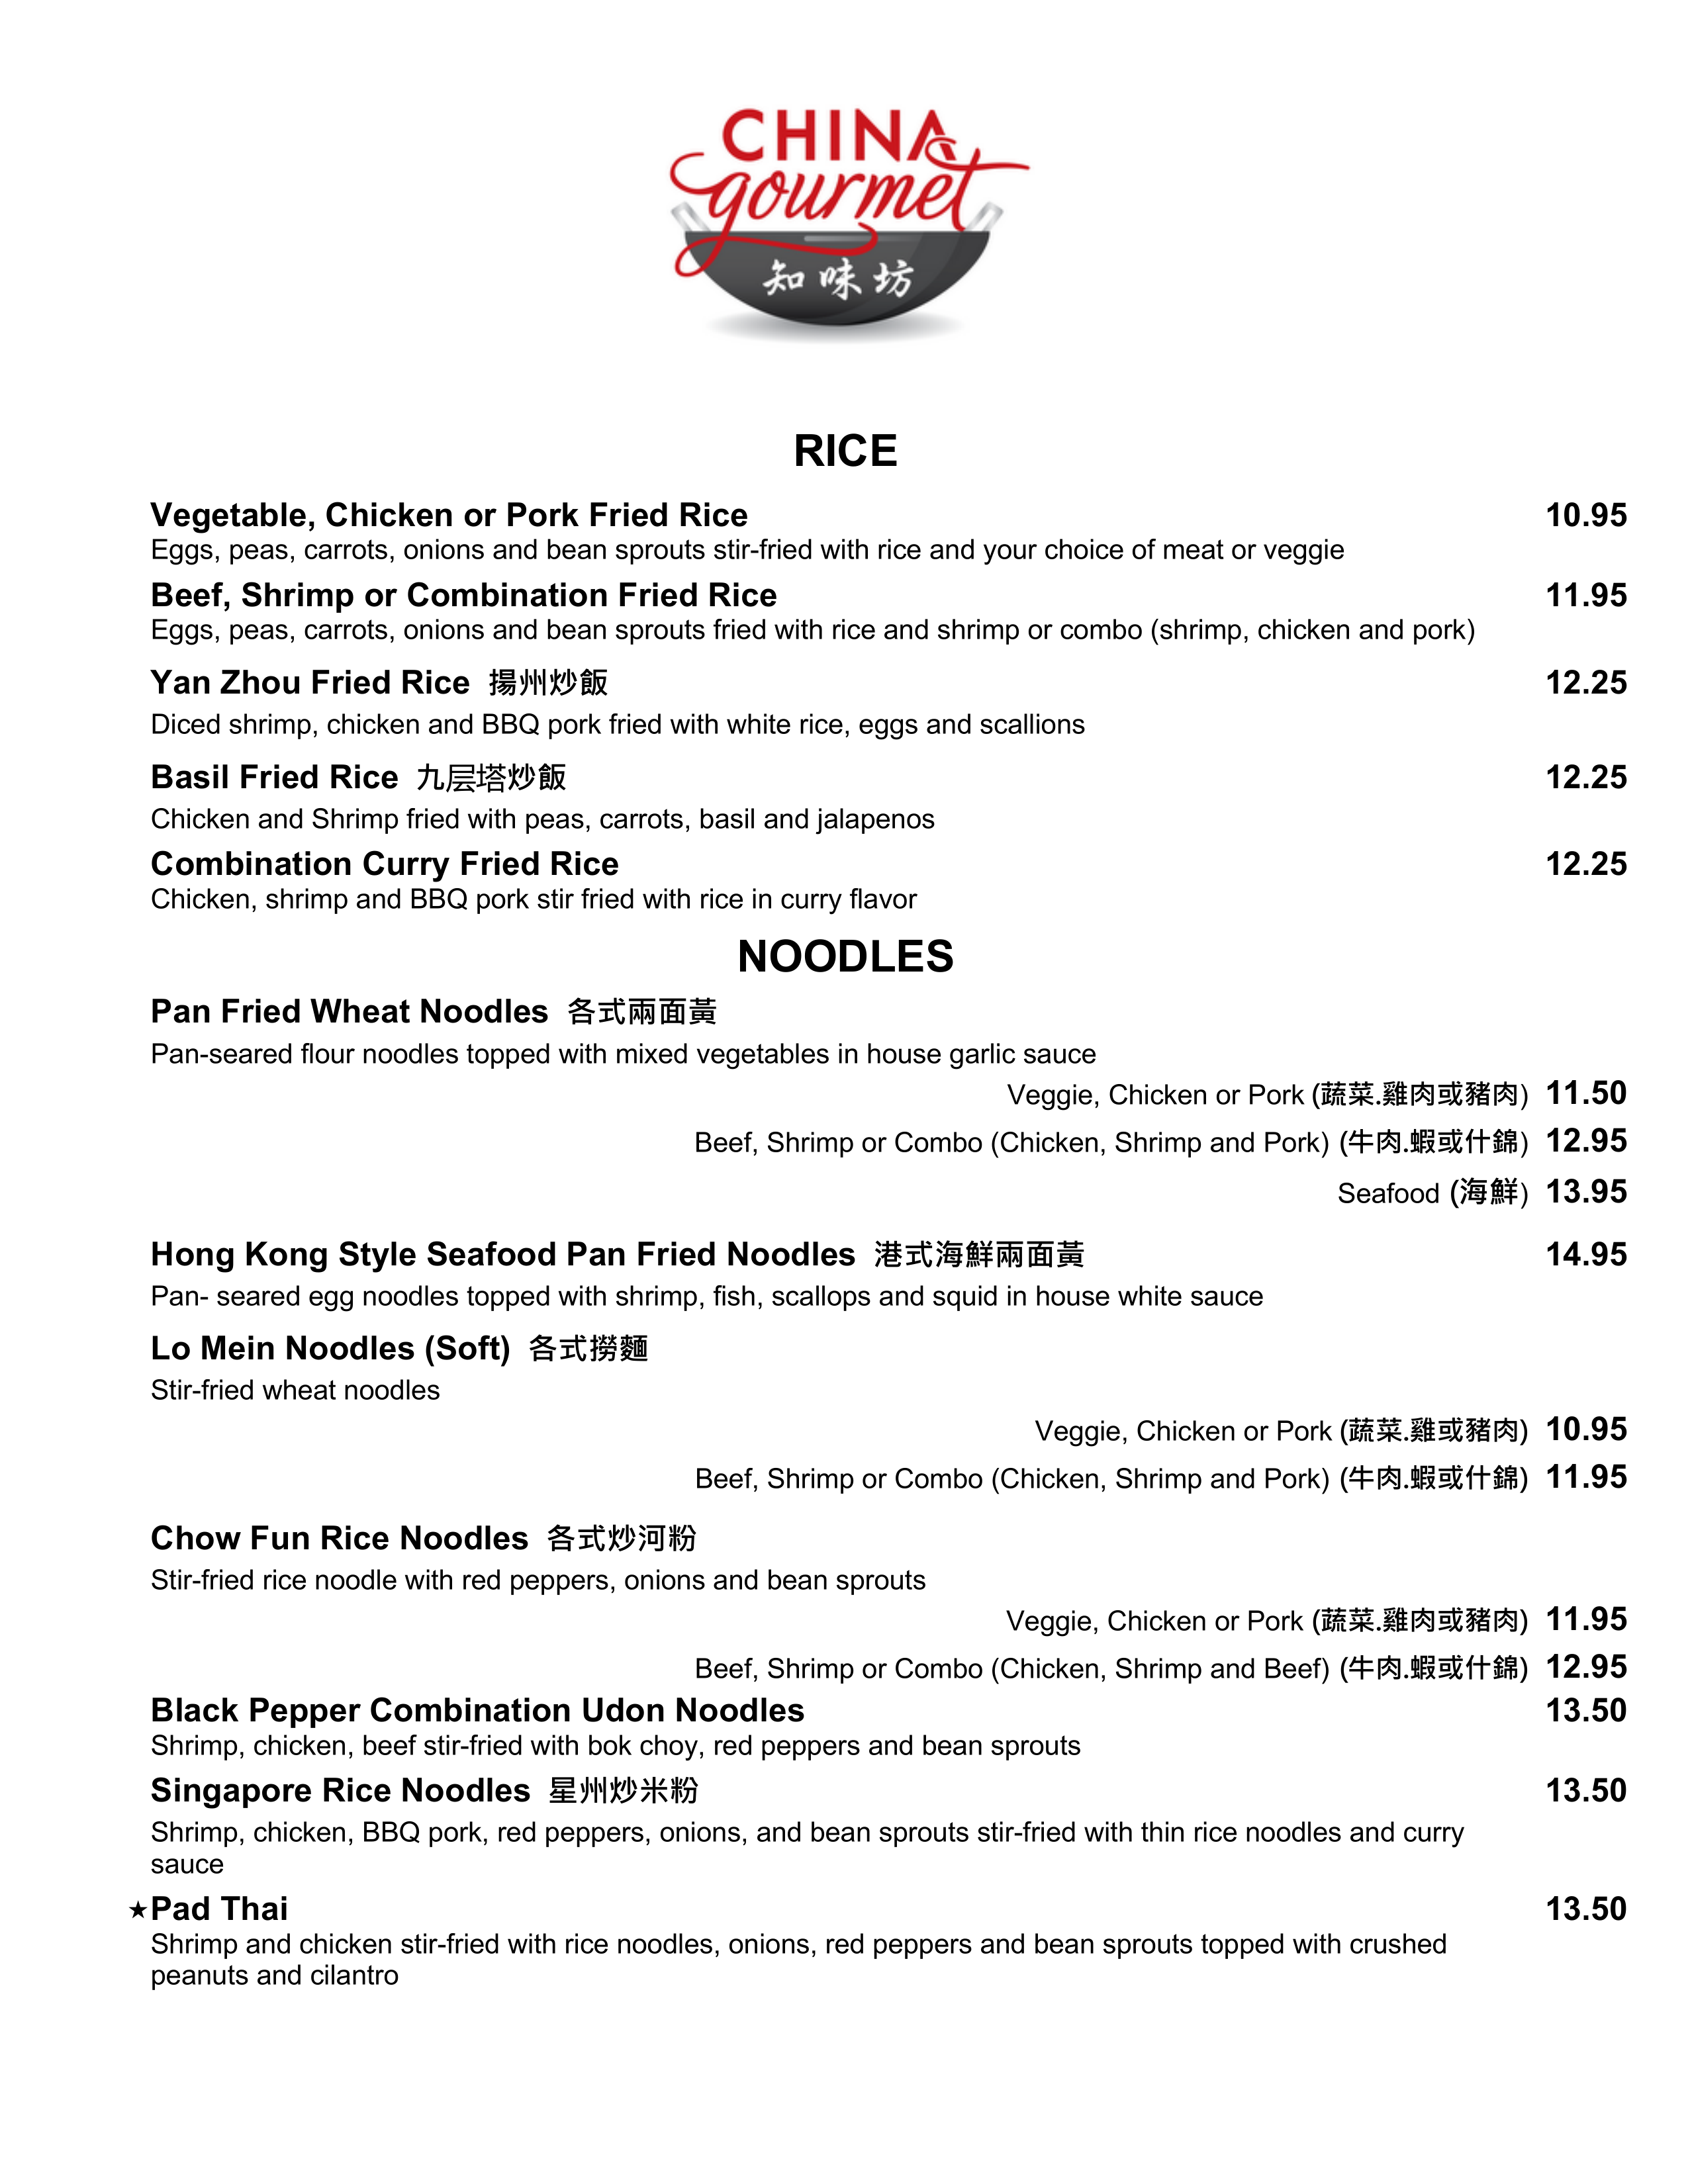 CHINA
gourmet
知味坊
RICE
Vegetable, Chicken or Pork Fried Rice 10.95
Eggs, peas, carrots, onions and bean sprouts stir-fried with rice and your choice of meat or veggie
Beef, Shrimp or Combination Fried Rice 11.95
Eggs, peas, carrots, onions and bean sprouts fried with rice and shrimp or combo (shrimp, chicken and pork)
Yan Zhou Fried Rice 揚州炒飯 12.25
Diced shrimp, chicken and BBQ pork fried with white rice, eggs and scallions
Basil Fried Rice 九层塔炒飯 12.25
Chicken and Shrimp fried with peas, carrots, basil and jalapenos
Combination Curry Fried Rice 12.25
Chicken, shrimp and BBQ pork stir fried with rice in curry flavor
NOODLES
Pan Fried Wheat Noodles 各式兩面黃
Pan-seared flour noodles topped with mixed vegetables in house garlic sauce
Veggie, Chicken or Pork (蔬菜.雞肉或豬肉) 11.50
Beef, Shrimp or Combo (Chicken, Shrimp and Pork) (牛肉.蝦或什錦) 12.95
Seafood (海鮮) 13.95
Hong Kong Style Seafood Pan Fried Noodles 港式海鮮兩面黃 14.95
Pan- seared egg noodles topped with shrimp, fish, scallops and squid in house white sauce
Lo Mein Noodles (Soft) 各式撈麵
Stir-fried wheat noodles
Veggie, Chicken or Pork (蔬菜.雞或豬肉) 10.95
Beef, Shrimp or Combo (Chicken, Shrimp and Pork) (牛肉.蝦或什錦) 11.95
Chow Fun Rice Noodles 各式炒河粉
Stir-fried rice noodle with red peppers, onions and bean sprouts
Veggie, Chicken or Pork (蔬菜.雞肉或豬肉) 11.95
Beef, Shrimp or Combo (Chicken, Shrimp and Beef) (牛肉.蝦或什錦) 12.95
Black Pepper Combination Udon Noodles 13.50
Shrimp, chicken, beef stir-fried with bok choy, red peppers and bean sprouts
Singapore Rice Noodles 星州炒米粉 13.50
Shrimp, chicken, BBQ pork, red peppers, onions, and bean sprouts stir-fried with thin rice noodles and curry
sauce
★Pad Thai 13.50
Shrimp and chicken stir-fried with rice noodles, onions, red peppers and bean sprouts topped with crushed
peanuts and cilantro